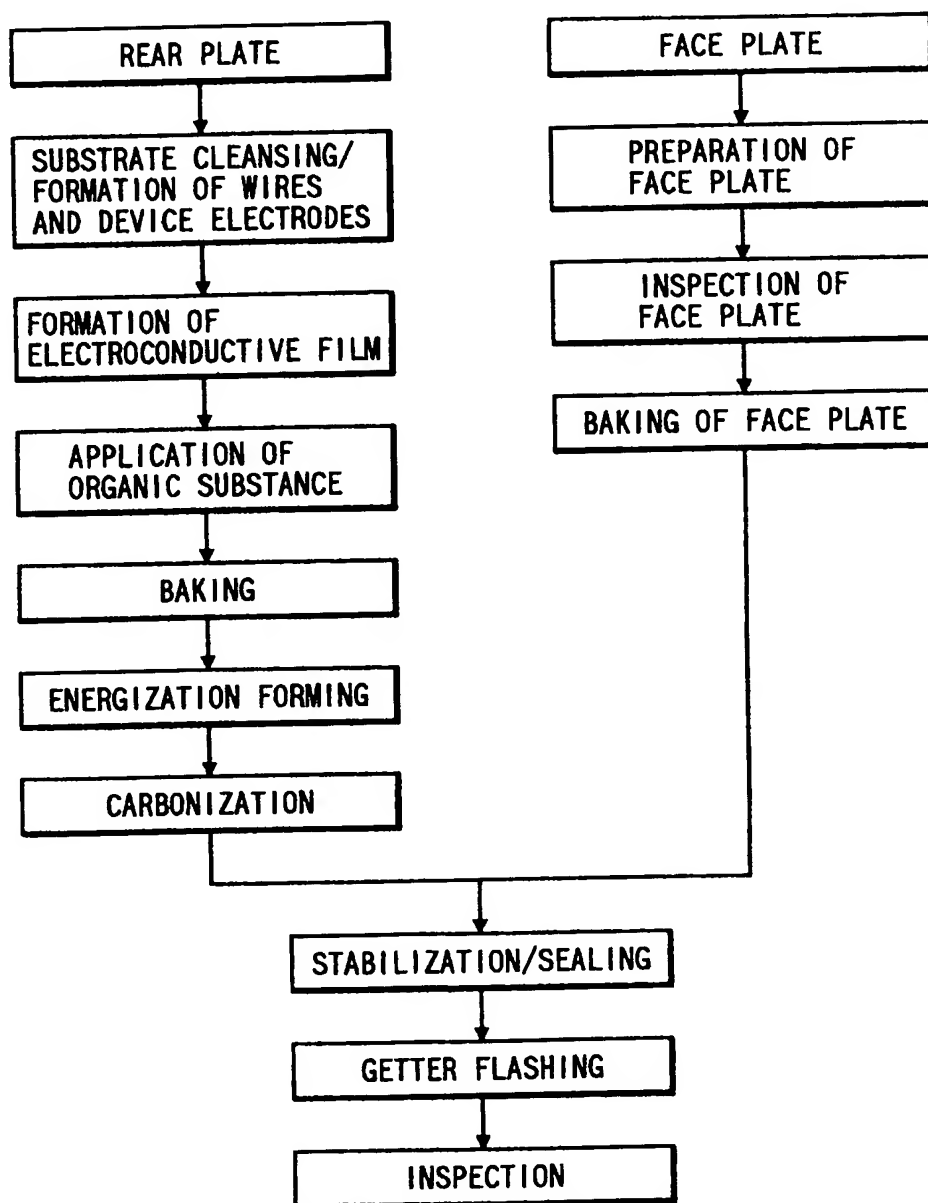 REAR PLATE
SUBSTRATE CLEANSING/
FORMATION OF WIRES
AND DEVICE ELECTRODES
FORMATION OF
ELECTROCONDUCTIVE FILM
APPLICATION OF
ORGANIC SUBSTANCE
BAKING
ENERGIZATION FORMING
CARBONIZATION
FACE PLATE
PREPARATION OF
FACE PLATE
INSPECTION OF
FACE PLATE
BAKING OF FACE PLATE
STABILIZATION/SEALING
GETTER FLASHING
INSPECTION